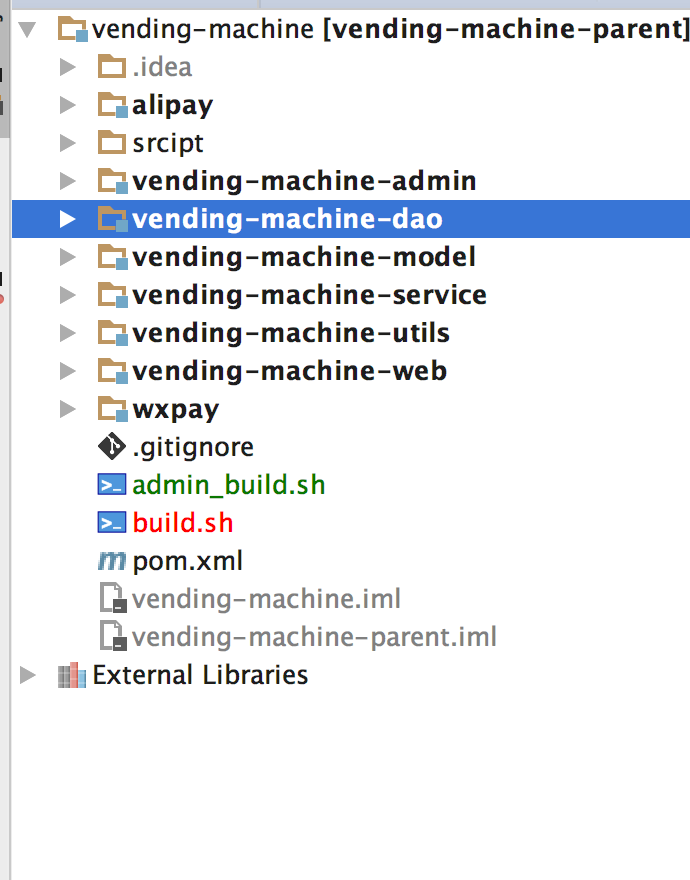 vending-machine [vending-machine-parent]
.idea
alipay
srcipt
vending-machine-admin
vending-machine-dao
vending-machine-model
vending-machine-service
vending-machine-utils
vending-machine-web
wxpay
.gitignore
admin_build.sh
build.sh
pom.xml
vending-machine.iml
vending-machine-parent.iml
External Libraries